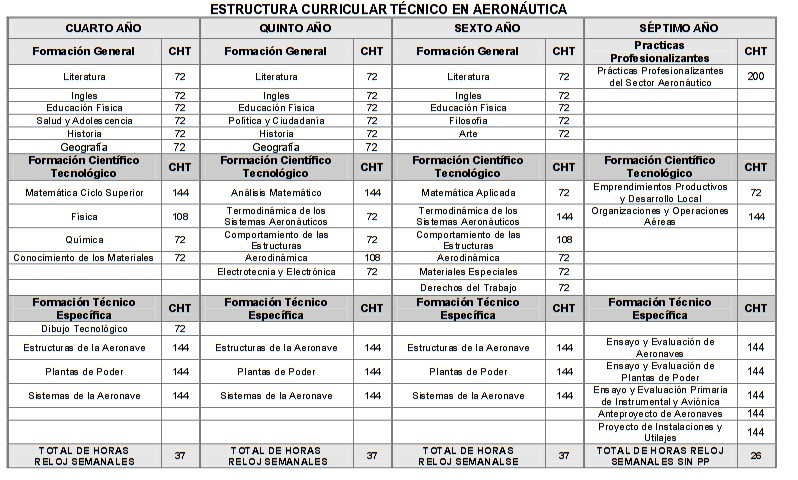 ESTRUCTURA CURRICULAR TÉCNICO EN AERONÁUTICA
CUARTO AÑO QUINTO AÑO SEXTO AÑO SÉPTIMO AÑO
Formación General CHT Formación General CHT Formación General CHT Practicas Profesionalizantes CHT
Literatura 72 Literatura 72 Literatura 72 Prácticas Profesionalizantes del Sector Aeronáutico 200
Ingles 72 Ingles 72 Ingles 72
Educación Física 72 Educación Física 72 Educación Física 72
Salud y Adolescencia 72 Política y Ciudadanía 72 Filosofía 72
Historia 72 Historia 72 Arte 72
Geografía 72 Geografía 72
Formación Científico Tecnológico CHT Formación Científico Tecnológico CHT Formación Científico Tecnológico CHT Formación Científico Tecnológico CHT
Matemática Ciclo Superior 144 Análisis Matemático 144 Matemática Aplicada 72 Emprendimientos Productivos y Desarrollo Local 72
Física 108 Termodinámica de los Sistemas Aeronáuticos 72 Termodinámica de los Sistemas Aeronáuticos 144 Organizaciones y Operaciones Aéreas 144
Química 72 Comportamiento de las Estructuras 72 Comportamiento de las Estructuras 108
Conocimiento de los Materiales 72 Aerodinámica 108 Aerodinámica 72
Electrotecnia y Electrónica 72 Materiales Especiales 72
Derechos del Trabajo 72
Formación Técnico Específica CHT Formación Técnico Específica CHT Formación Técnico Específica CHT Formación Técnico Específica CHT
Dibujo Tecnológico 72
Estructuras de la Aeronave 144 Estructuras de la Aeronave 144 Estructuras de la Aeronave 144 Ensayo y Evaluación de Aeronaves 144
Plantas de Poder 144 Plantas de Poder 144 Plantas de Poder 144 Ensayo y Evaluación de Plantas de Poder 144
Sistemas de la Aeronave 144 Sistemas de la Aeronave 144 Sistemas de la Aeronave 144 Ensayo y Evaluación Primaria de Instrumental y Aviónica 144
Anteproyecto de Aeronaves 144
Proyecto de Instalaciones y Utilajes 144
TOTAL DE HORAS RELOJ SEMANALES 37 TOTAL DE HORAS RELOJ SEMANALES 37 TOTAL DE HORAS RELOJ SEMANALSE 37 TOTAL DE HORAS RELOJ SEMANALES SIN PP 26